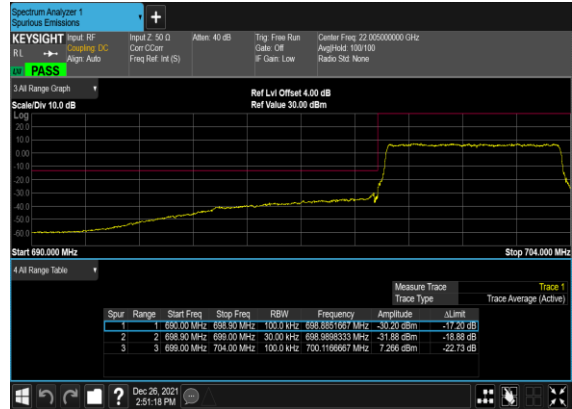 Spectrum Analyzer 1
Spurious Emissions
+
KEYSIGHT Input: RF Input Z: 50 Ω Atten: 40 dB Trig: Free Run Center Freq: 22.005000000 GHz
RL Coupling: DC Corr CCorr Gate: Off Avg|Hold: 100/100
Align: Auto Freq Ref: Int (S) IF Gain: Low Radio Std: None
PASS
3 All Range Graph Ref Lvl Offset 4.00 dB
Scale/Div 10.0 dB Ref Value 30.00 dBm
Log
20.0
10.0
0.00
-10.0
-20.0
-30.0
-40.0
-50.0
-60.0
Start 690.000 MHz Stop 704.000 MHz
4 All Range Table
Measure Trace Trace 1
Trace Type Trace Average (Active)
Spur Range Start Freq Stop Freq RBW Frequency Amplitude ΔLimit
1 1 690.00 MHz 698.90 MHz 100.0 kHz 698.8851667 MHz -30.20 dBm -17.20 dB
2 2 698.90 MHz 699.00 MHz 30.00 kHz 698.9898333 MHz -31.88 dBm -18.88 dB
3 3 699.00 MHz 704.00 MHz 100.0 kHz 700.1166667 MHz 7.266 dBm -22.73 dB
? Dec 26, 2021
2:51:18 PM